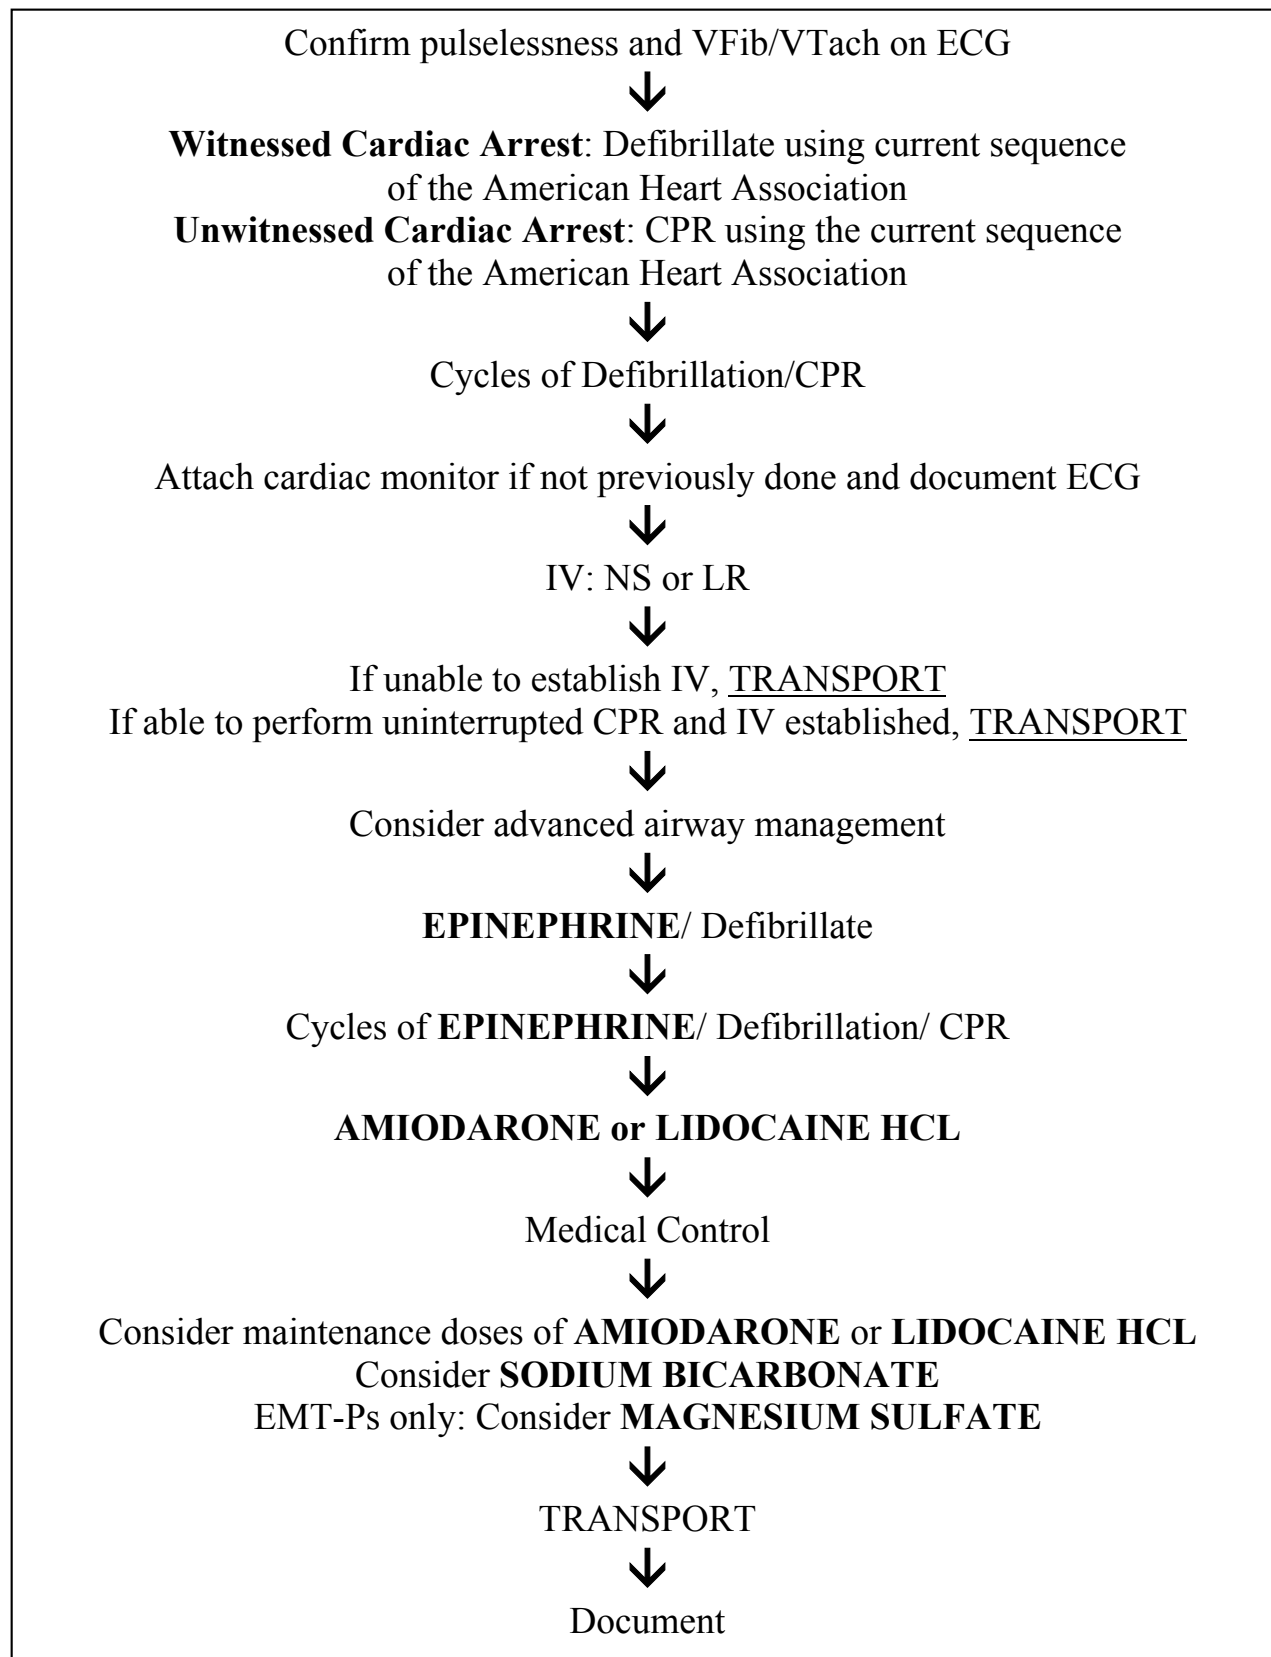 Confirm pulselessness and VFib/VTach on ECG
Witnessed Cardiac Arrest: Defibrillate using current sequence
of the American Heart Association
Unwitnessed Cardiac Arrest: CPR using the current sequence
of the American Heart Association
Cycles of Defibrillation/CPR
Attach cardiac monitor if not previously done and document ECG
IV: NS or LR
If unable to establish IV, TRANSPORT
If able to perform uninterrupted CPR and IV established, TRANSPORT
Consider advanced airway management
EPINEPHRINE/ Defibrillate
Cycles of EPINEPHRINE/ Defibrillation/ CPR
AMIODARONE or LIDOCAINE HCL
Medical Control
Consider maintenance doses of AMIODARONE or LIDOCAINE HCL
Consider SODIUM BICARBONATE
EMT-Ps only: Consider MAGNESIUM SULFATE
TRANSPORT
Document